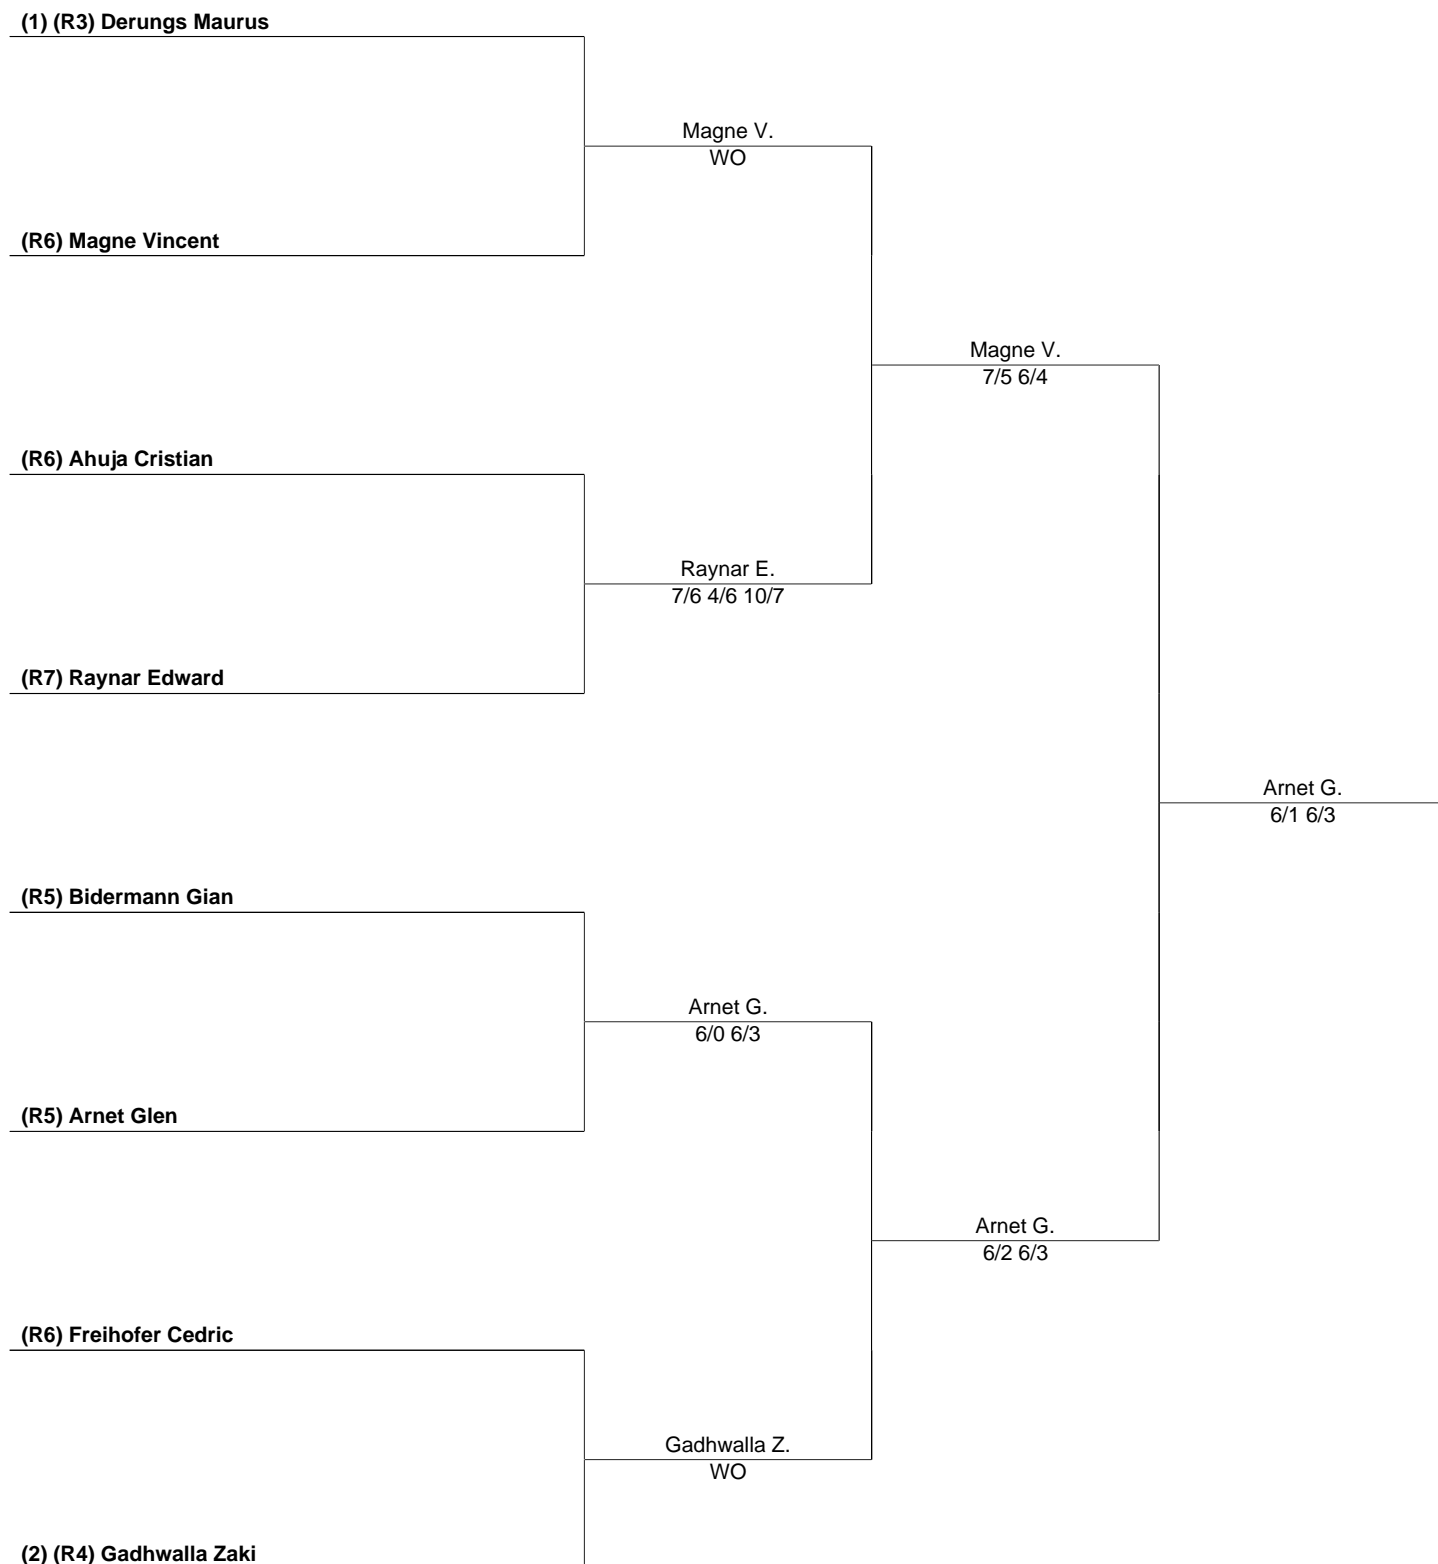 (1) (R3) Derungs Maurus
Magne V.
WO
(R6) Magne Vincent
Magne V.
7/5 6/4
(R6) Ahuja Cristian
Raynar E.
7/6 4/6 10/7
(R7) Raynar Edward
Arnet G.
6/1 6/3
(R5) Bidermann Gian
Arnet G.
6/0 6/3
(R5) Arnet Glen
Arnet G.
6/2 6/3
(R6) Freihofer Cedric
Gadhwalla Z.
WO
(2) (R4) Gadhwalla Zaki